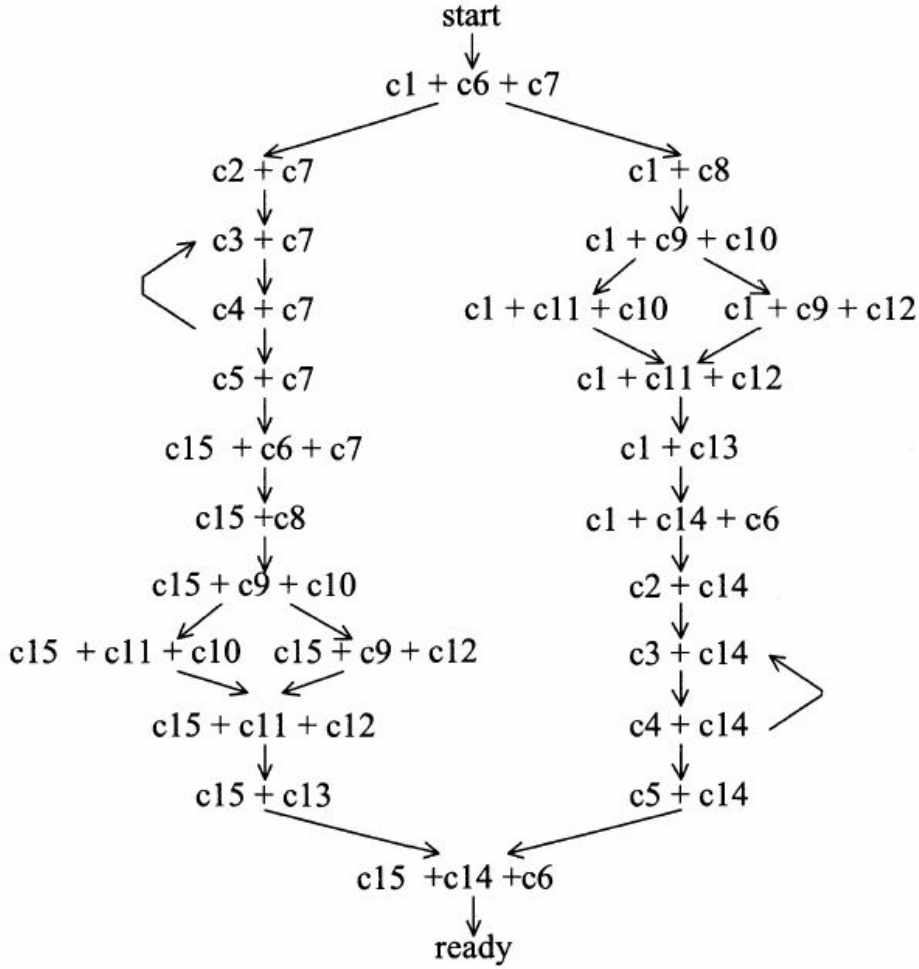 start
c1 + c6 + c7
c2 + c7
c1 + c8
c3 + c7
c1 + c9 + c10
c4 + c7
c1 + c11 + c10
c1 + c9 + c12
c5 + c7
c1 + c11 + c12
c15 + c6 + c7
c1 + c13
c15 +c8
c1 + c14 + c6
c15 + c9 + c10
c2 + c14
c15 + c11 + c10
c15 + c9 + c12
c3 + c14
c15 + c11 + c12
c4 + c14
c15 + c13
c5 + c14
c15 +c14 +c6
ready